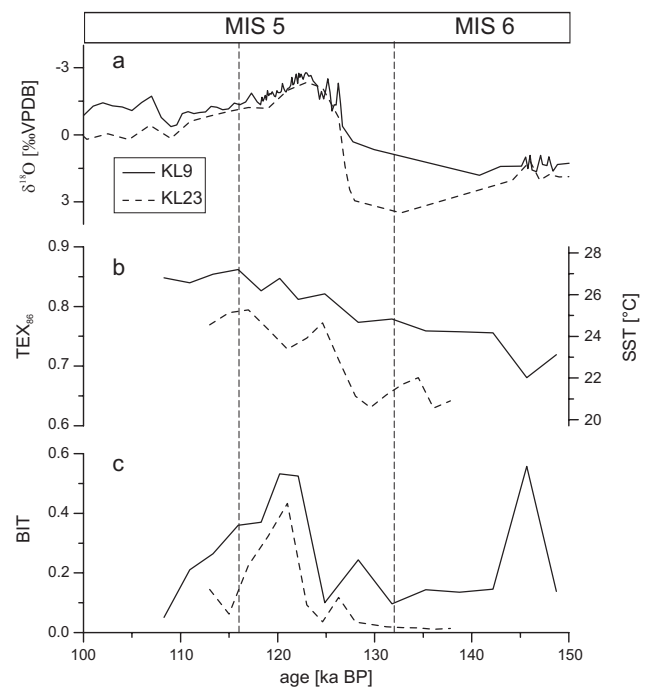 MIS 5 MIS 6
a
-3
0
3
δ¹⁸O [‰VPDB]
KL9
KL23
b
0.9
0.8
0.7
0.6
TEX₈₆
28
26
24
22
20
SST [°C]
c
0.6
0.4
0.2
0.0
BIT
100 110 120 130 140 150
age [ka BP]